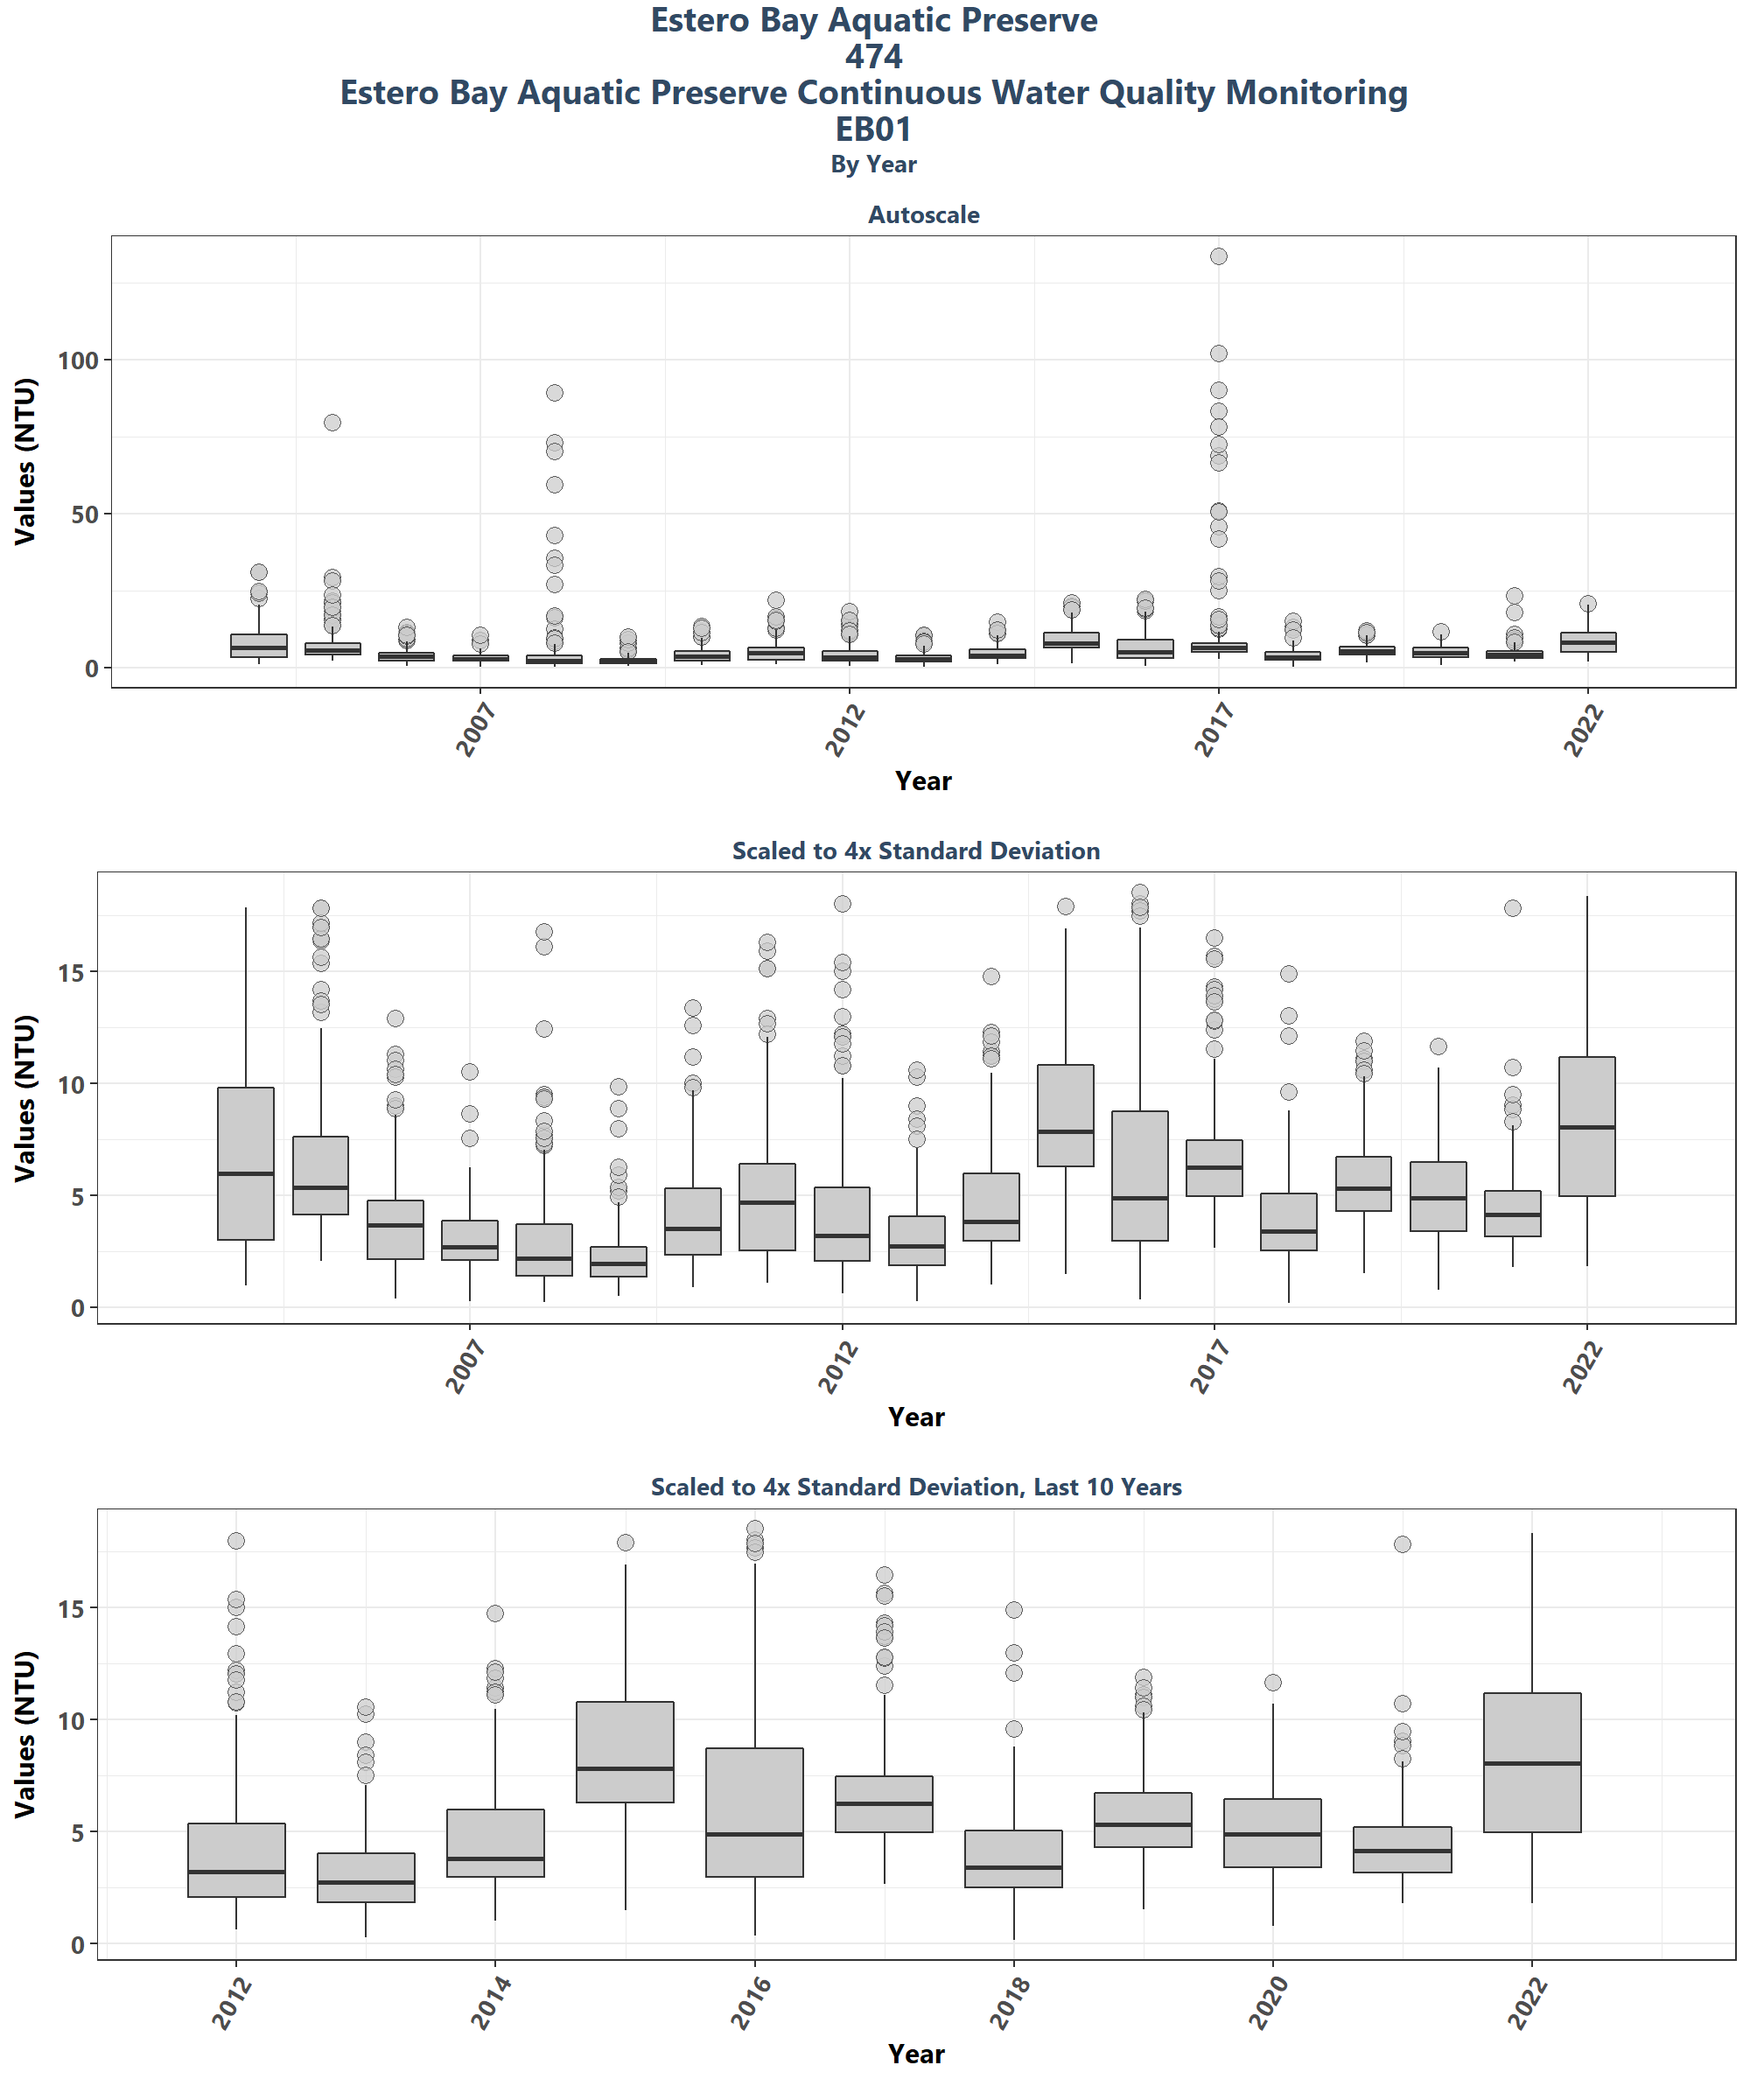 Estero Bay Aquatic Preserve
474
Estero Bay Aquatic Preserve Continuous Water Quality Monitoring
EB01
By Year
Autoscale
Values (NTU)
100
50
0
2007
2012
2017
2022
Year
Scaled to 4x Standard Deviation
Values (NTU)
15
10
5
0
2007
2012
2017
2022
Year
Scaled to 4x Standard Deviation, Last 10 Years
Values (NTU)
15
10
5
0
2012
2014
2016
2018
2020
2022
Year